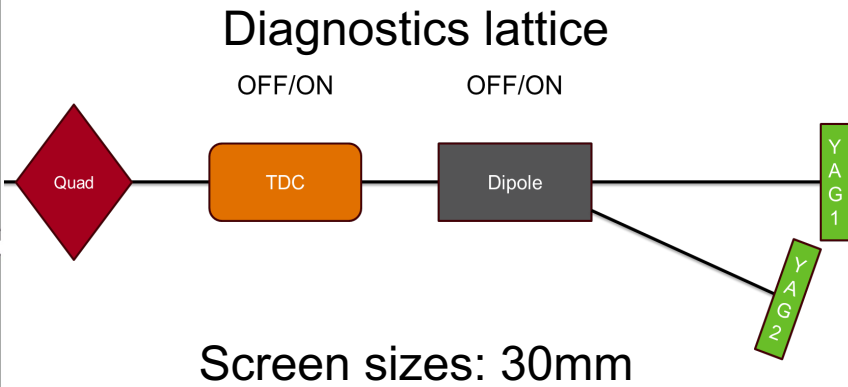 Diagnostics lattice
OFF/ON OFF/ON
Quad TDC Dipole
YAG1
YAG2
Screen sizes: 30mm